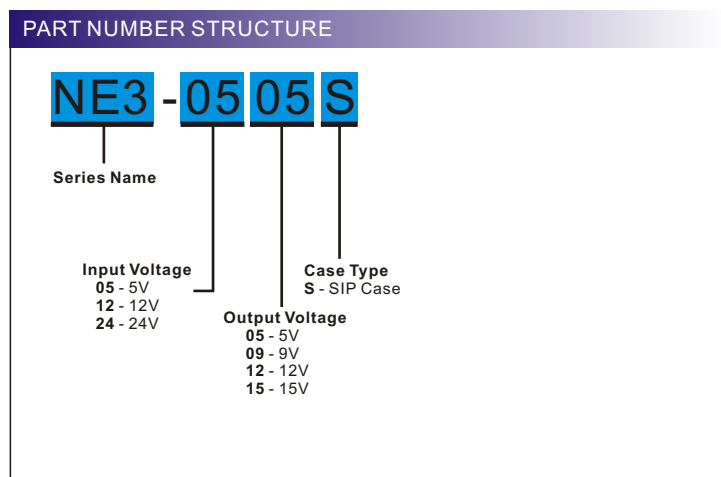 PART NUMBER STRUCTURE
NE3 - 05 05 S
Series Name
Input Voltage
05 - 5V
12 - 12V
24 - 24V
Output Voltage
05 - 5V
09 - 9V
12 - 12V
15 - 15V
Case Type
S - SIP Case